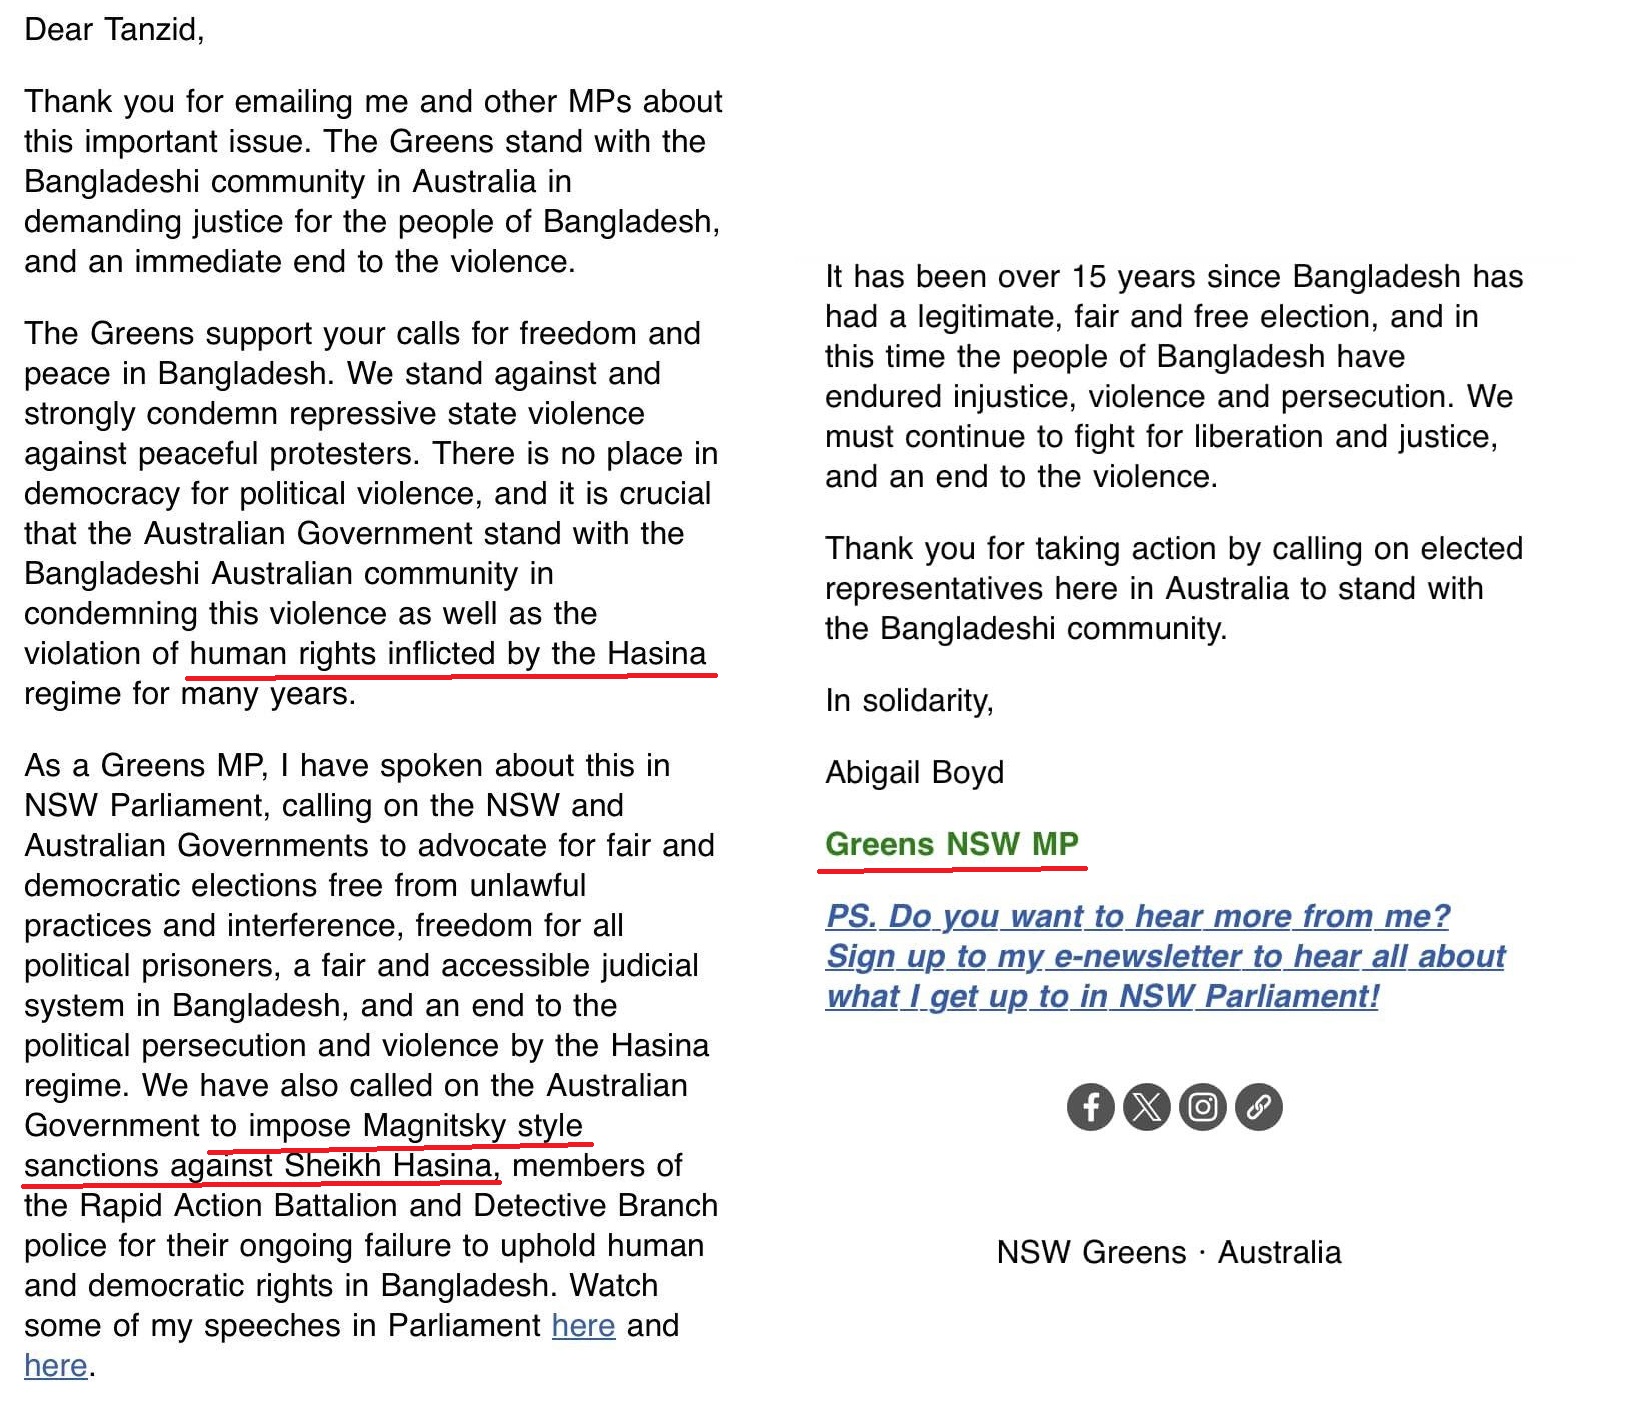 Dear Tanzid,
Thank you for emailing me and other MPs about
this important issue. The Greens stand with the
Bangladeshi community in Australia in
demanding justice for the people of Bangladesh,
and an immediate end to the violence.
The Greens support your calls for freedom and
peace in Bangladesh. We stand against and
strongly condemn repressive state violence
against peaceful protesters. There is no place in
democracy for political violence, and it is crucial
that the Australian Government stand with the
Bangladeshi Australian community in
condemning this violence as well as the
violation of human rights inflicted by the Hasina
regime for many years.
As a Greens MP, I have spoken about this in
NSW Parliament, calling on the NSW and
Australian Governments to advocate for fair and
democratic elections free from unlawful
practices and interference, freedom for all
political prisoners, a fair and accessible judicial
system in Bangladesh, and an end to the
political persecution and violence by the Hasina
regime. We have also called on the Australian
Government to impose Magnitsky style
sanctions against Sheikh Hasina, members of
the Rapid Action Battalion and Detective Branch
police for their ongoing failure to uphold human
and democratic rights in Bangladesh. Watch
some of my speeches in Parliament here and
here.
It has been over 15 years since Bangladesh has
had a legitimate, fair and free election, and in
this time the people of Bangladesh have
endured injustice, violence and persecution. We
must continue to fight for liberation and justice,
and an end to the violence.
Thank you for taking action by calling on elected
representatives here in Australia to stand with
the Bangladeshi community.
In solidarity,
Abigail Boyd
Greens NSW MP
PS. Do you want to hear more from me?
Sign up to my e-newsletter to hear all about
what I get up to in NSW Parliament!
NSW Greens · Australia